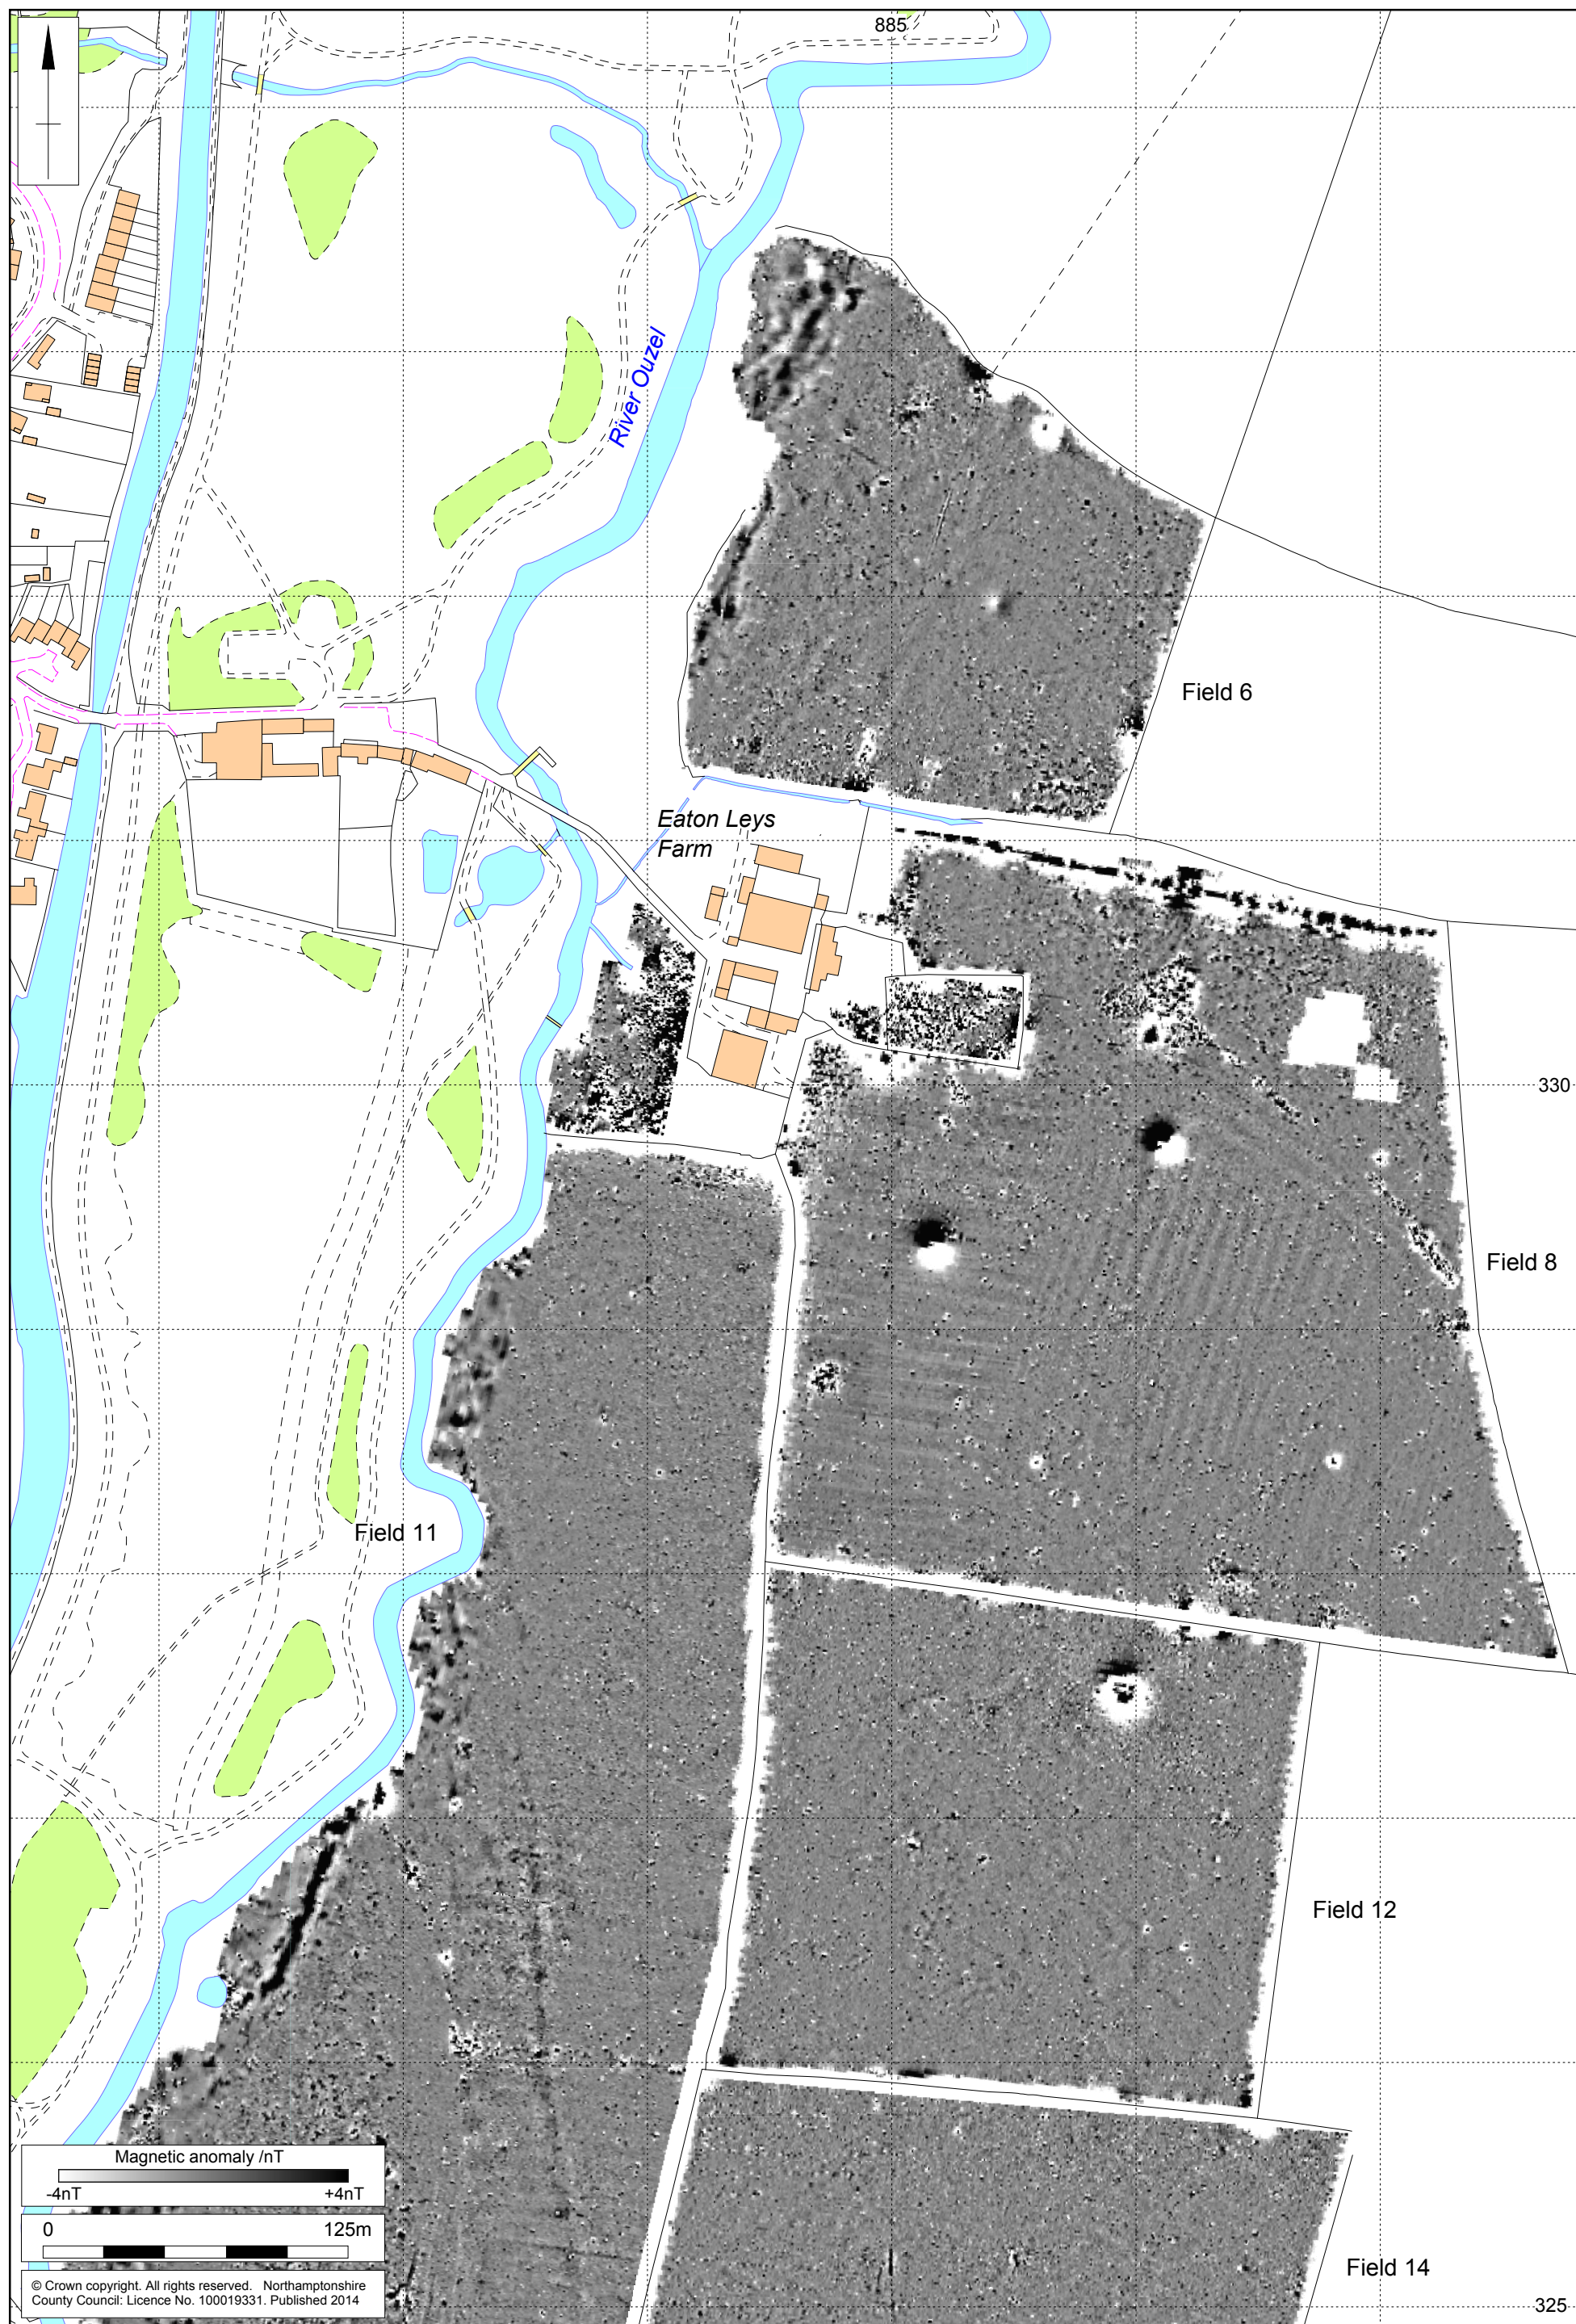 885
River Ouzel
Field 6
Eaton Leys
Farm
330
Field 8
Field 11
Field 12
Magnetic anomaly /nT
-4nT +4nT
0 125m
© Crown copyright. All rights reserved. Northamptonshire
County Council: Licence No. 100019331. Published 2014
Field 14
325